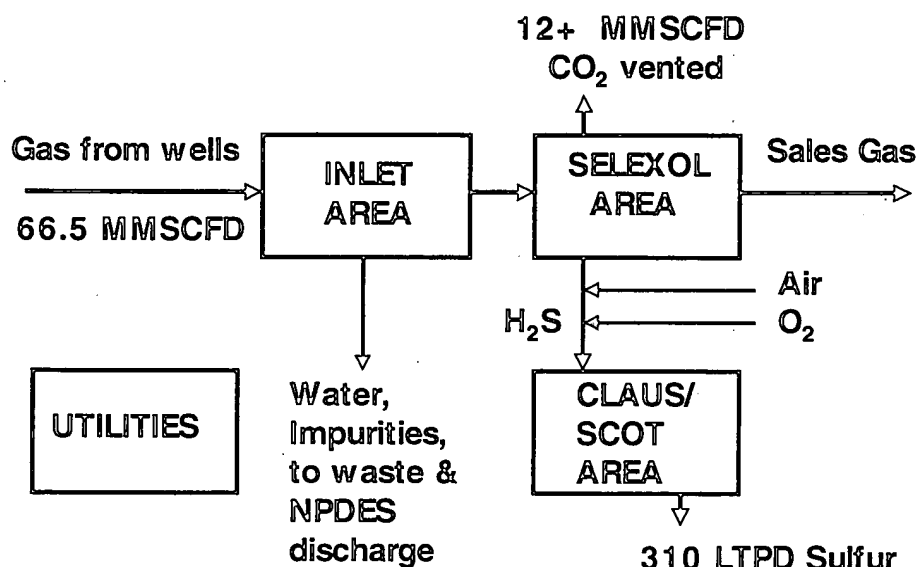 12+ MMSCFD
CO₂ vented
Gas from wells
66.5 MMSCFD
INLET
AREA
SELEXOL
AREA
Sales Gas
Air
O₂
H₂S
UTILITIES
Water,
Impurities,
to waste &
NPDES
discharge
CLAUS/
SCOT
AREA
310 LTPD Sulfur